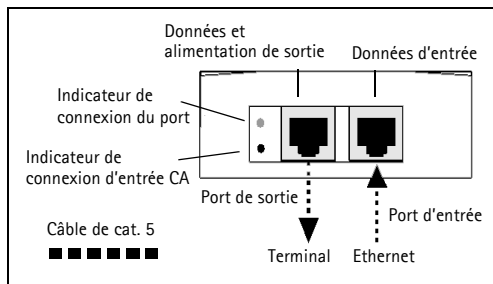 Données et
alimentation de sortie
Données d'entrée
Indicateur de
connexion du port
Indicateur de
connexion d'entrée CA
Port de sortie
Port d'entrée
Câble de cat. 5
Terminal
Ethernet